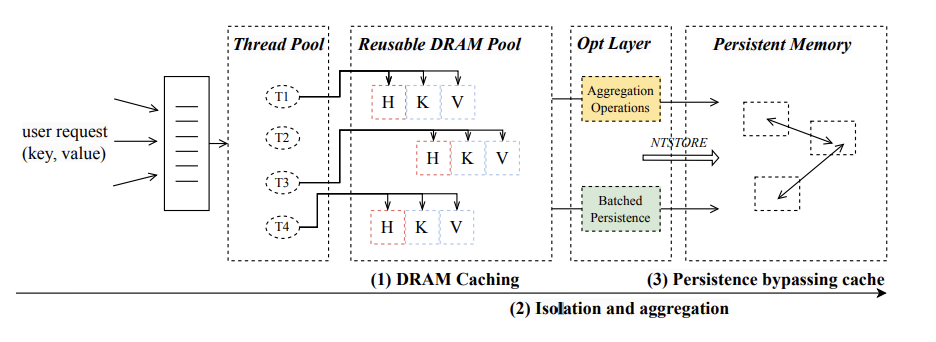 Thread Pool
Reusable DRAM Pool
Opt Layer
Persistent Memory
user request
(key, value)
T1
T2
T3
T4
H K V
H K V
H K V
Aggregation
Operations
NTSTORE
Batched
Persistence
(1) DRAM Caching
(3) Persistence bypassing cache
(2) Isolation and aggregation